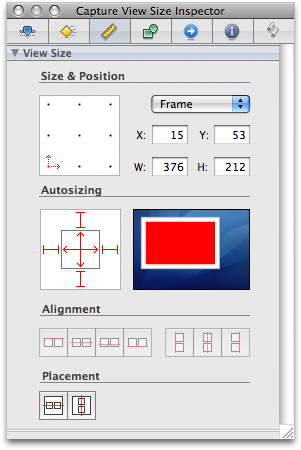 Capture View Size Inspector
View Size
Size & Position
Frame
X: 15 Y: 53
W: 376 H: 212
Autosizing
Alignment
Placement